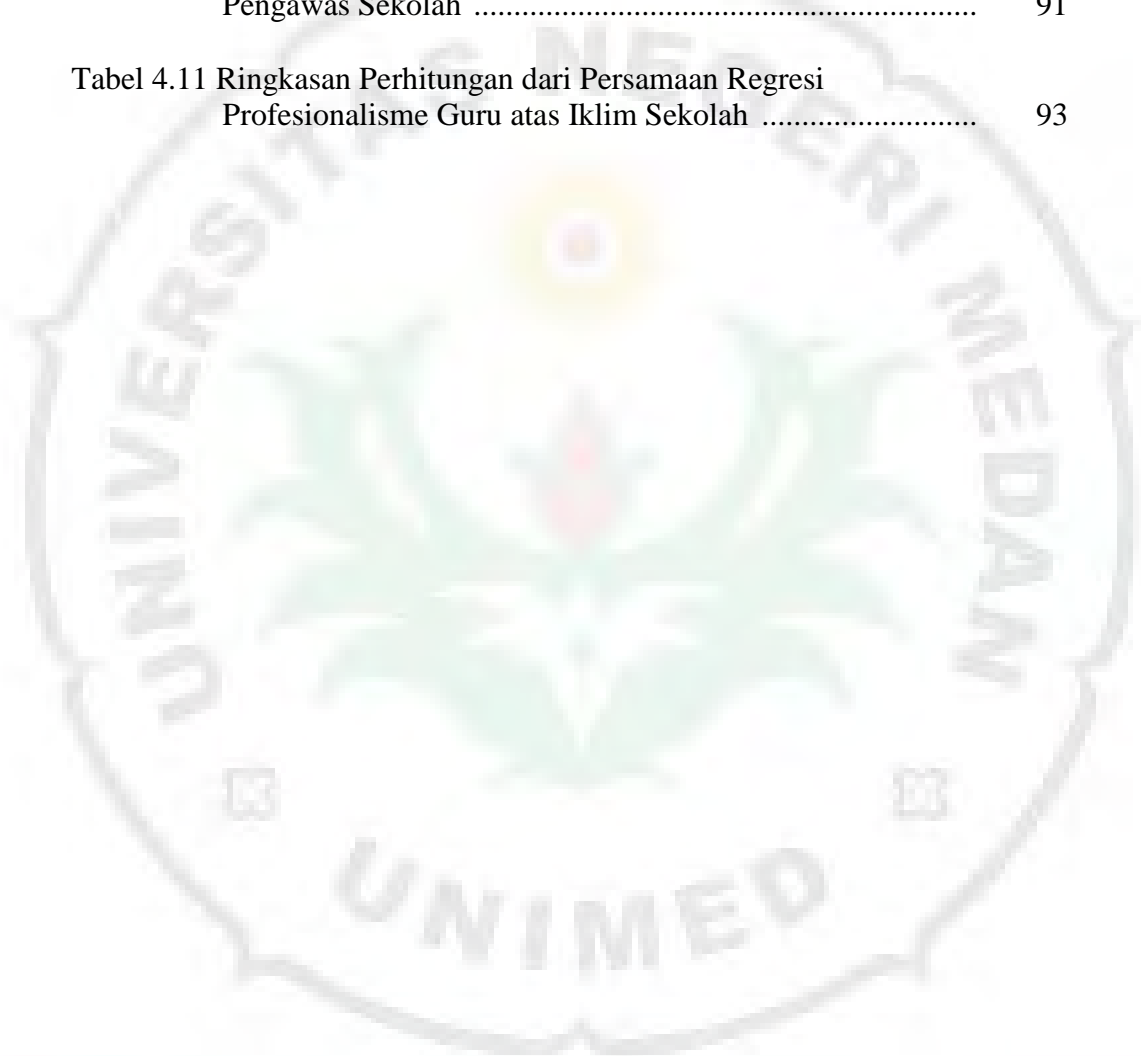 Pengawas Sekolah ............................................................... 91
Tabel 4.11 Ringkasan Perhitungan dari Persamaan Regresi
Profesionalisme Guru atas Iklim Sekolah ........................... 93
UNIVERSITAS NEGERI MEDAN
UNIMED